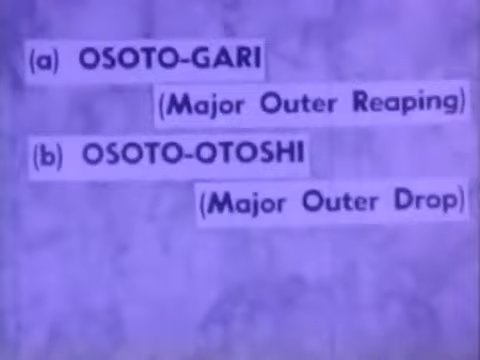 (a) OSOTO-GARI
(Major Outer Reaping)
(b) OSOTO-OTOSHI
(Major Outer Drop)